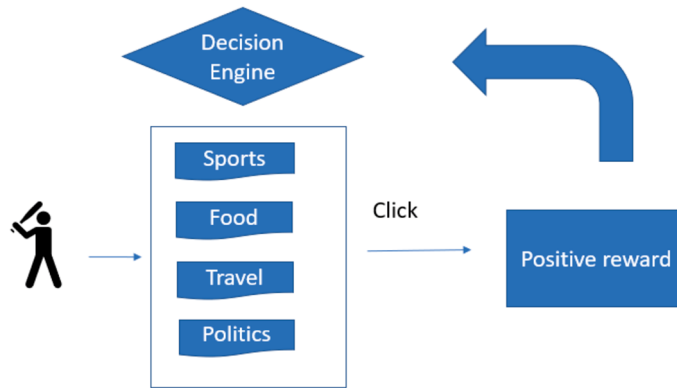 Decision
Engine
Sports
Food
Travel
Politics
Click
Positive reward